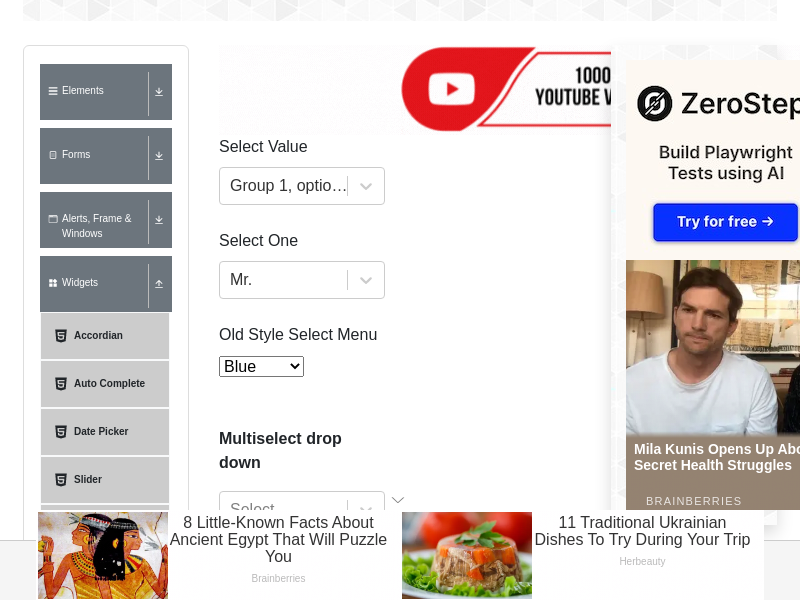 Elements
Forms
Alerts, Frame &
Windows
Widgets
Accordian
Auto Complete
Date Picker
Slider
1000
YOUTUBE V
Select Value
Group 1, optio...
Select One
Mr.
Old Style Select Menu
Blue
Multiselect drop
down
Select...
ZeroStep
Build Playwright
Tests using AI
Try for free →
Mila Kunis Opens Up Abo
Secret Health Struggles
BRAINBERRIES
8 Little-Known Facts About
Ancient Egypt That Will Puzzle
You
Brainberries
11 Traditional Ukrainian
Dishes To Try During Your Trip
Herbeauty